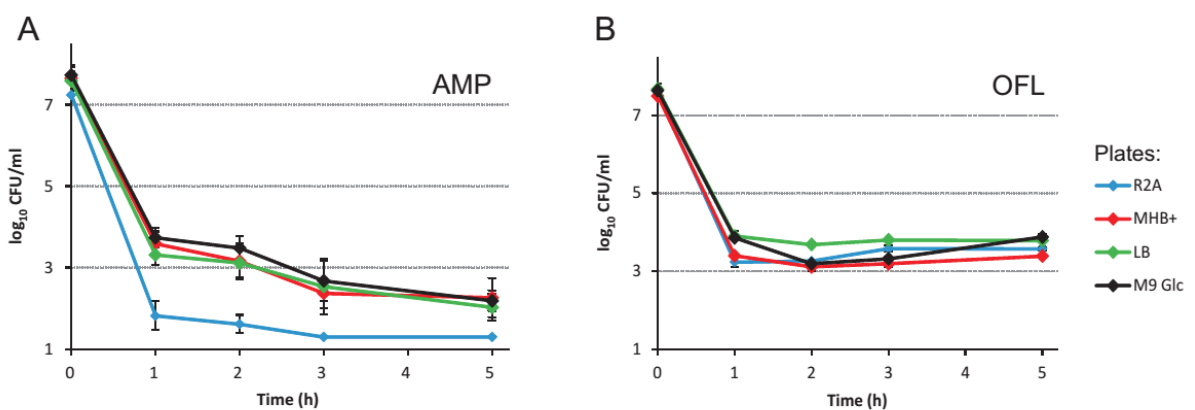 A
AMP
log10 CFU/ml
7
5
3
1
0 1 2 3 4 5
Time (h)
B
OFL
log10 CFU/ml
7
5
3
1
0 1 2 3 4 5
Time (h)
Plates:
R2A
MHB+
LB
M9 Glc